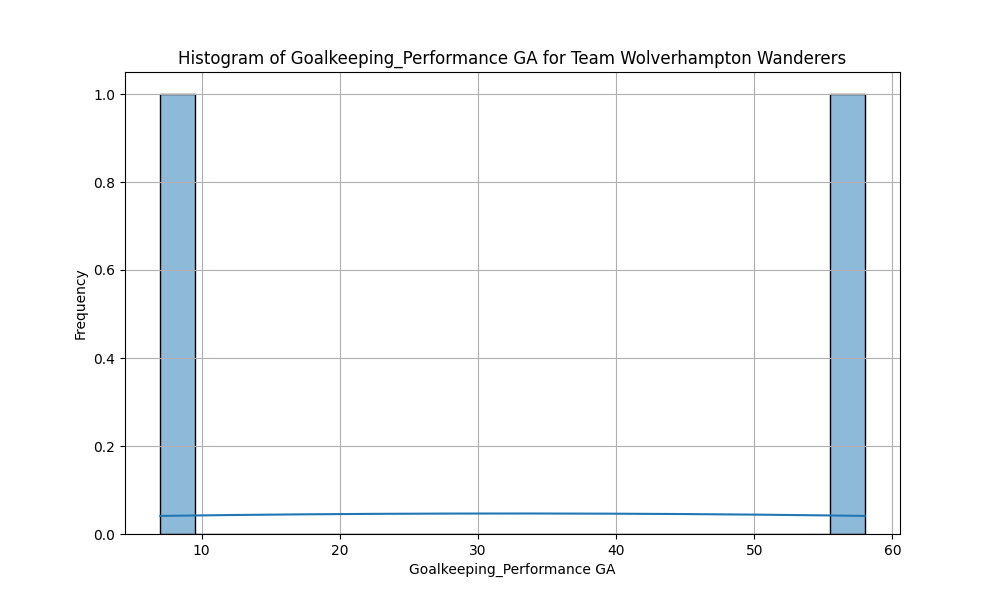 Histogram of Goalkeeping_Performance GA for Team Wolverhampton Wanderers
1.0
0.8
0.6
0.4
0.2
0.0
Frequency
10 20 30 40 50 60
Goalkeeping_Performance GA